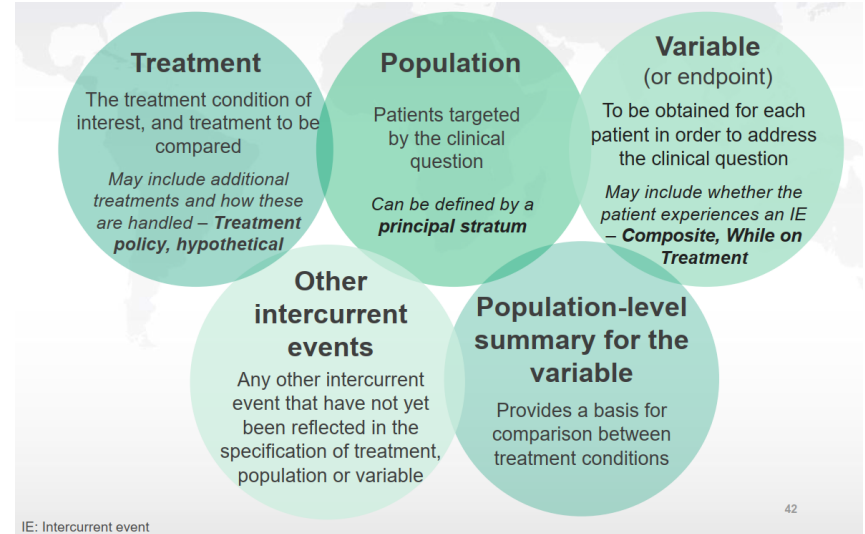 Treatment
The treatment condition of
interest, and treatment to be
compared
May include additional
treatments and how these
are handled – Treatment
policy, hypothetical
Population
Patients targeted
by the clinical
question
Can be defined by a
principal stratum
Variable
(or endpoint)
To be obtained for each
patient in order to address
the clinical question
May include whether the
patient experiences an IE
– Composite, While on
Treatment
Other
intercurrent
events
Any other intercurrent
event that have not yet
been reflected in the
specification of treatment,
population or variable
Population-level
summary for the
variable
Provides a basis for
comparison between
treatment conditions
42
IE: Intercurrent event